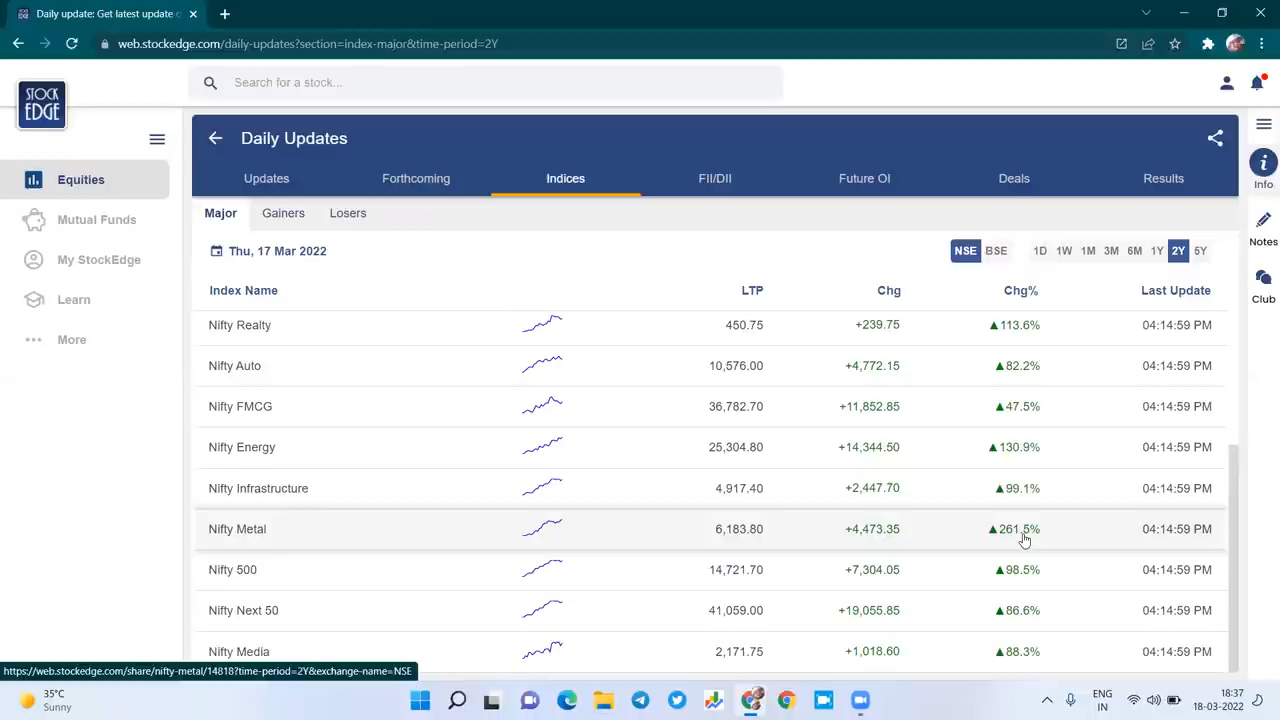 Daily update: Get latest update o
web.stockedge.com/daily-updates?section=index-major&time-period=2Y
STOCK EDGE
Search for a stock...
Equities
Mutual Funds
My StockEdge
Learn
More
Daily Updates
Updates Forthcoming Indices FII/DII Future OI Deals Results
Major Gainers Losers
Thu, 17 Mar 2022 NSE BSE 1D 1W 1M 3M 6M 1Y 2Y 5Y
Index Name LTP Chg Chg% Last Update
Nifty Realty 450.75 +239.75 ▲113.6% 04:14:59 PM
Nifty Auto 10,576.00 +4,772.15 ▲82.2% 04:14:59 PM
Nifty FMCG 36,782.70 +11,852.85 ▲47.5% 04:14:59 PM
Nifty Energy 25,304.80 +14,344.50 ▲130.9% 04:14:59 PM
Nifty Infrastructure 4,917.40 +2,447.70 ▲99.1% 04:14:59 PM
Nifty Metal 6,183.80 +4,473.35 ▲261.5% 04:14:59 PM
Nifty 500 14,721.70 +7,304.05 ▲98.5% 04:14:59 PM
Nifty Next 50 41,059.00 +19,055.85 ▲86.6% 04:14:59 PM
Nifty Media 2,171.75 +1,018.60 ▲88.3% 04:14:59 PM
Info
Notes
Club
https://web.stockedge.com/share/nifty-metal/14818?time-period=2Y&exchange-name=NSE
35°C
Sunny
ENG
IN
18:37
18-03-2022